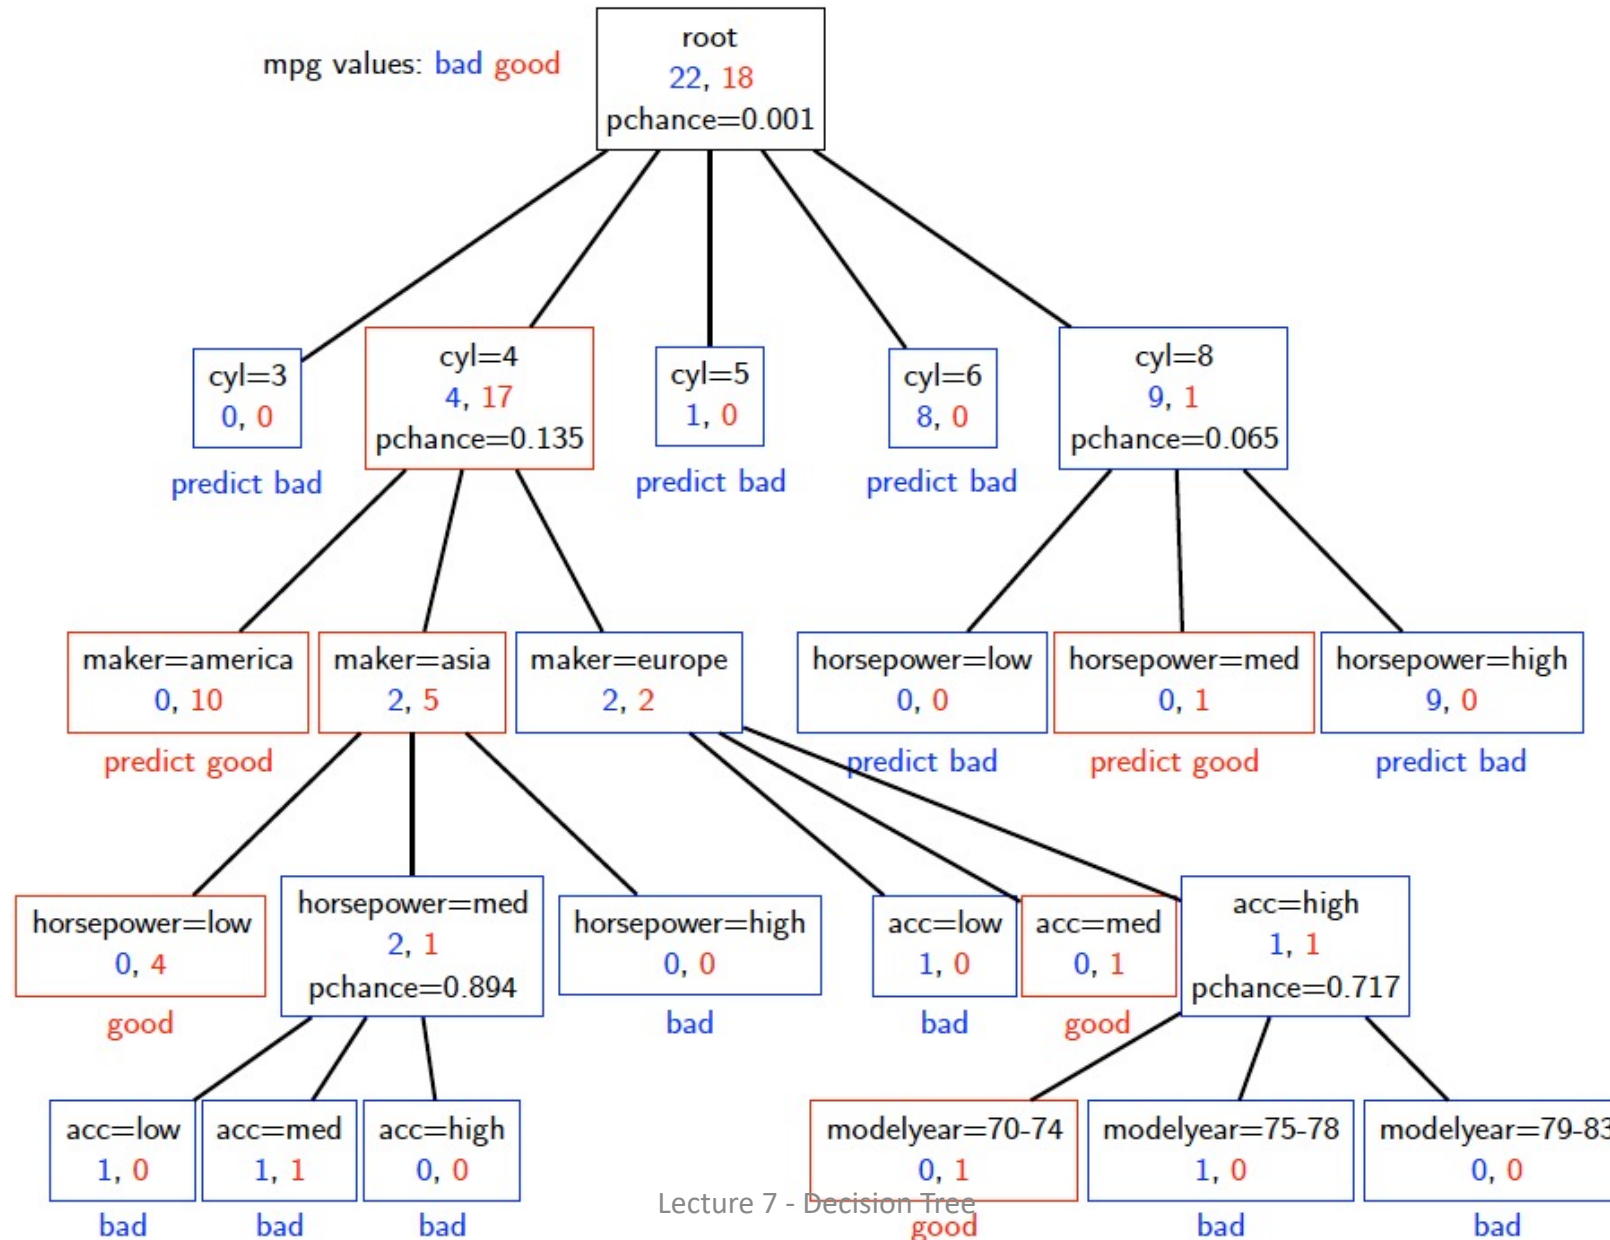 mpg values: bad good
root
22, 18
pchance=0.001
cyl=3
0, 0
predict bad
cyl=4
4, 17
pchance=0.135
cyl=5
1, 0
predict bad
cyl=6
8, 0
predict bad
cyl=8
9, 1
pchance=0.065
maker=america
0, 10
predict good
maker=asia
2, 5
maker=europe
2, 2
horsepower=low
0, 0
predict bad
horsepower=med
0, 1
predict good
horsepower=high
9, 0
predict bad
horsepower=low
0, 4
good
horsepower=med
2, 1
pchance=0.894
horsepower=high
0, 0
bad
acc=low
1, 0
bad
acc=med
0, 1
good
acc=high
1, 1
pchance=0.717
acc=low
1, 0
bad
acc=med
1, 1
bad
acc=high
0, 0
bad
modelyear=70-74
0, 1
good
modelyear=75-78
1, 0
bad
modelyear=79-83
0, 0
bad
Lecture 7 - Decision Tree